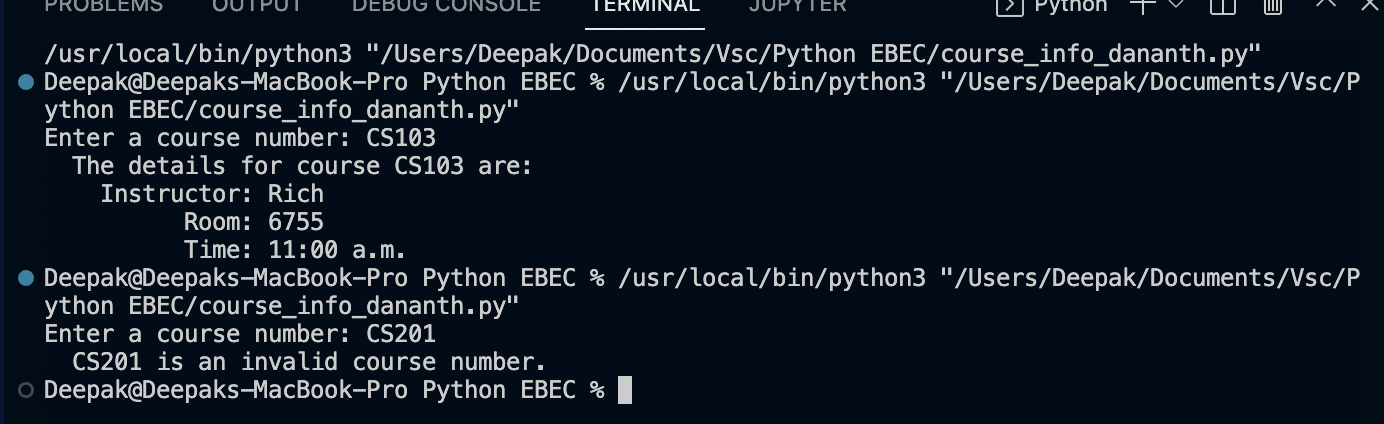 PROBLEMS OUTPUT DEBUG CONSOLE TERMINAL JUPYTER Python
/usr/local/bin/python3 "/Users/Deepak/Documents/Vsc/Python EBEC/course_info_dananth.py"
Deepak@Deepaks-MacBook-Pro Python EBEC % /usr/local/bin/python3 "/Users/Deepak/Documents/Vsc/P
ython EBEC/course_info_dananth.py"
Enter a course number: CS103
  The details for course CS103 are:
    Instructor: Rich
          Room: 6755
          Time: 11:00 a.m.
Deepak@Deepaks-MacBook-Pro Python EBEC % /usr/local/bin/python3 "/Users/Deepak/Documents/Vsc/P
ython EBEC/course_info_dananth.py"
Enter a course number: CS201
  CS201 is an invalid course number.
Deepak@Deepaks-MacBook-Pro Python EBEC %